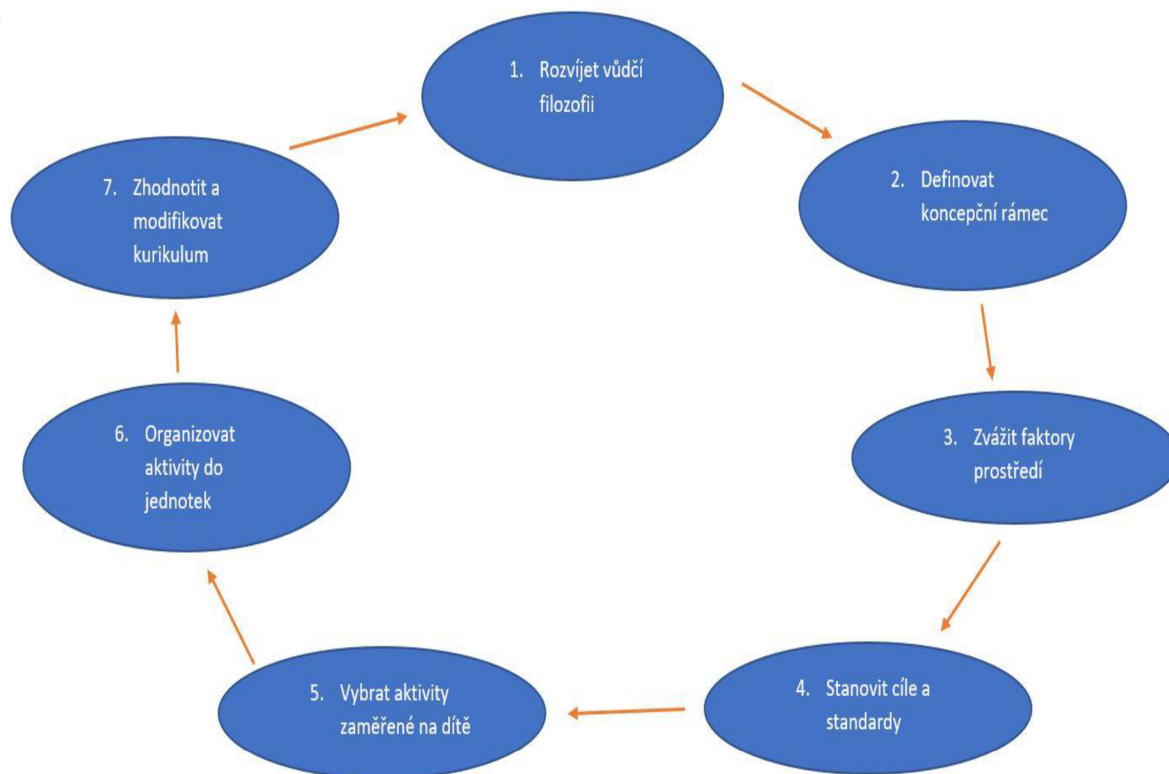 1. Rozvíjet vůdčí
filozofii
2. Definovat
koncepční rámec
3. Zvážit faktory
prostředí
4. Stanovit cíle a
standardy
5. Vybrat aktivity
zaměřené na dítě
6. Organizovat
aktivity do
jednotek
7. Zhodnotit a
modifikovat
kurikulum